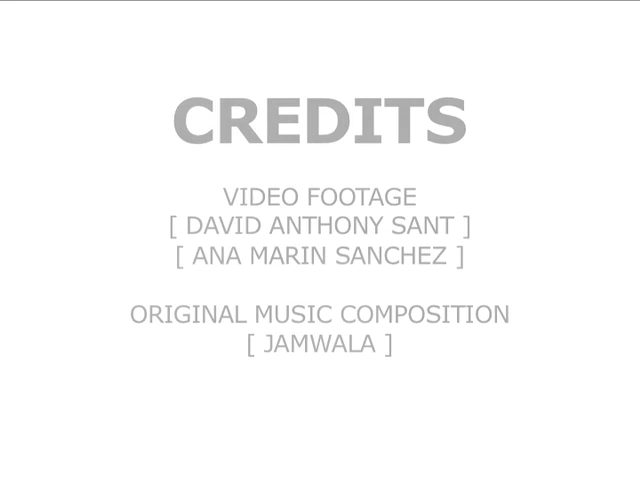 CREDITS
VIDEO FOOTAGE
[ DAVID ANTHONY SANT ]
[ ANA MARIN SANCHEZ ]
ORIGINAL MUSIC COMPOSITION
[ JAMWALA ]